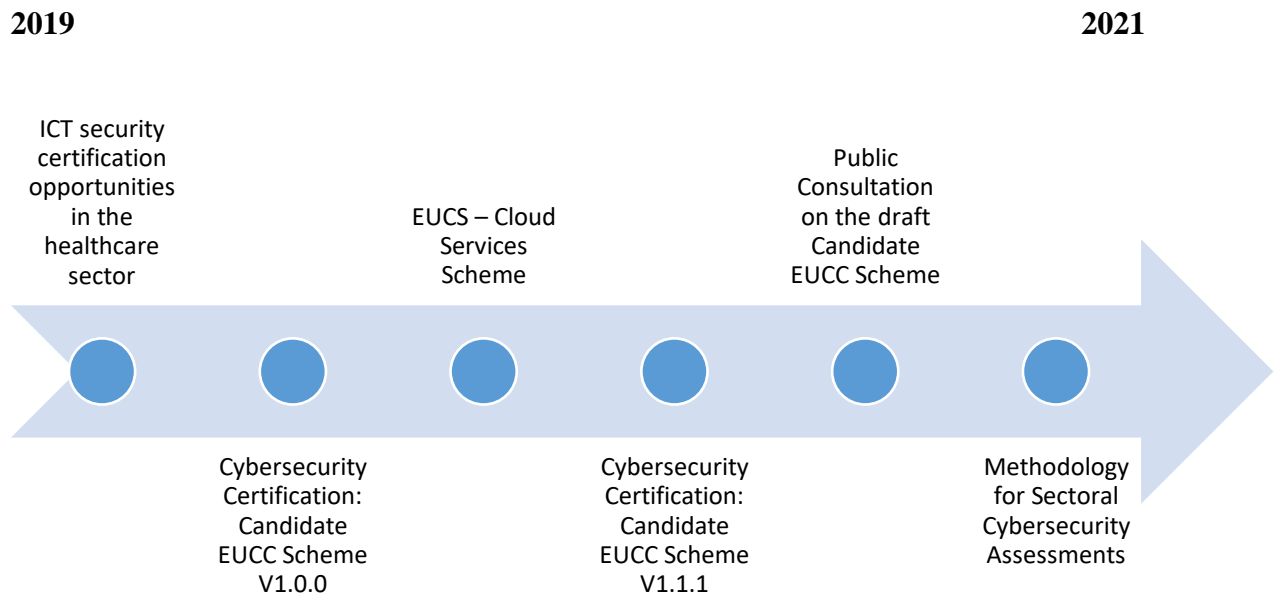 2019
2021
ICT security
certification
opportunities
in the
healthcare
sector
Cybersecurity
Certification:
Candidate
EUCC Scheme
V1.0.0
EUCS – Cloud
Services
Scheme
Cybersecurity
Certification:
Candidate
EUCC Scheme
V1.1.1
Public
Consultation
on the draft
Candidate
EUCC Scheme
Methodology
for Sectoral
Cybersecurity
Assessments